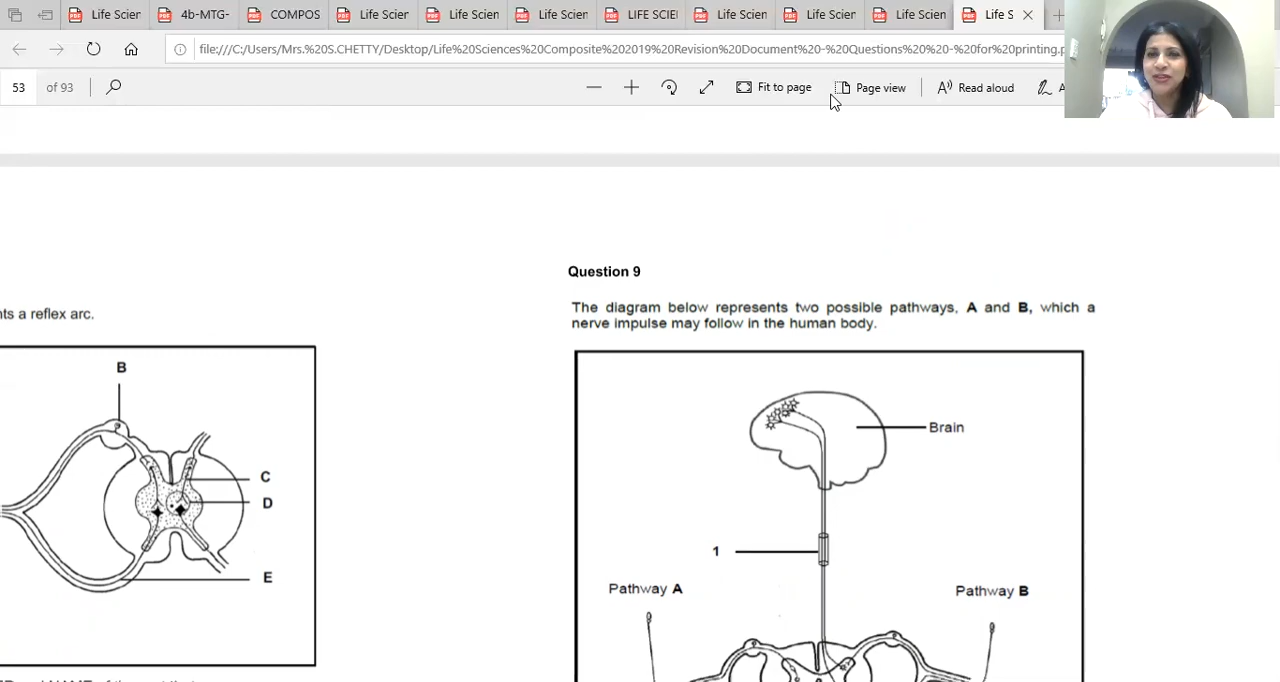 Life Scien
4b-MTG-
COMPOS
Life Scien
Life Scien
Life Scien
LIFE SCIEN
Life Scien
Life Scien
Life Scien
Life S
file:///C:/Users/Mrs.%20S.CHETTY/Desktop/Life%20Sciences%20Composite%202019%20Revision%20Document%20-%20Questions%20%20-%20for%20printing.p
53 of 93
Fit to page
Page view
Read aloud
nts a reflex arc.
B
C
D
E
Question 9
The diagram below represents two possible pathways, A and B, which a
nerve impulse may follow in the human body.
Brain
1
Pathway A
Pathway B